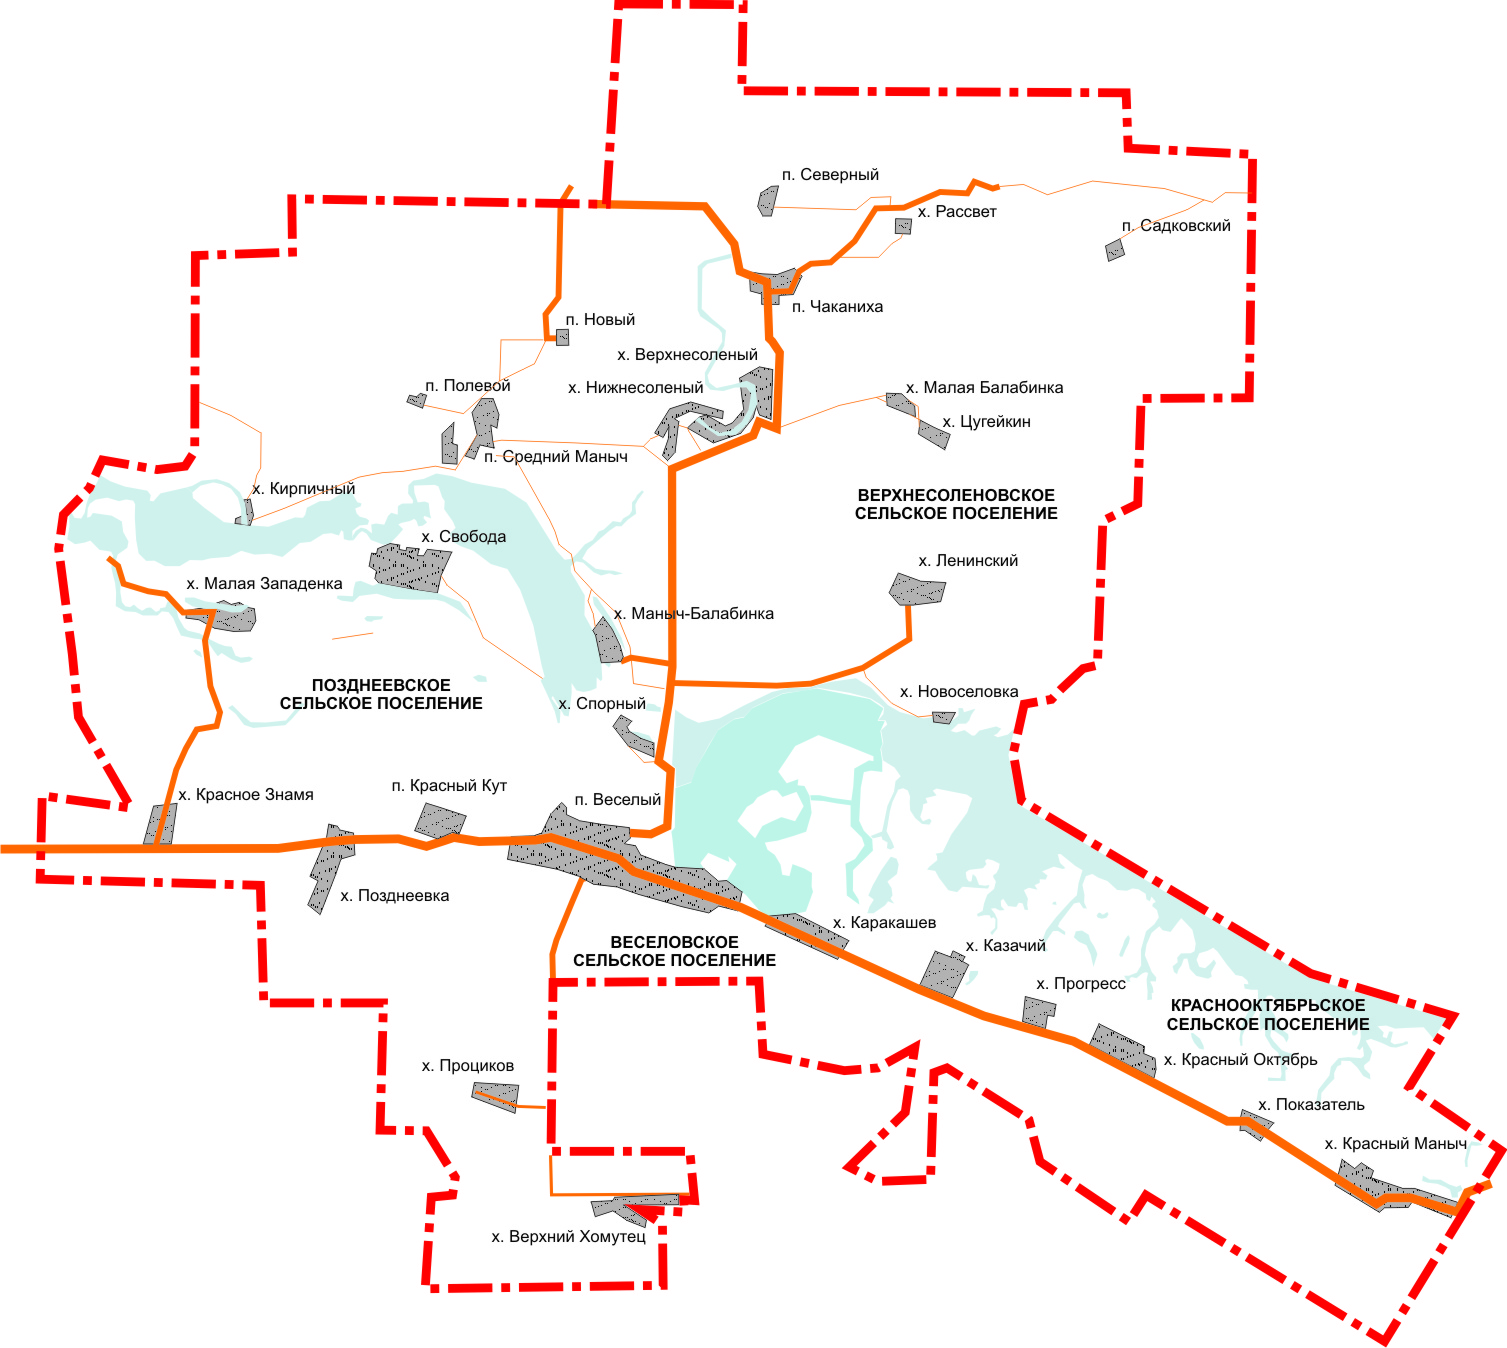 п. Северный
х. Рассвет
п. Садковский
п. Чаканиха
п. Новый
х. Верхнесоленый
п. Полевой
х. Нижнесоленый
х. Малая Балабинка
х. Цугейкин
п. Средний Маныч
х. Кирпичный
ВЕРХНЕСОЛЕНОВСКОЕ
СЕЛЬСКОЕ ПОСЕЛЕНИЕ
х. Свобода
х. Ленинский
х. Малая Западенка
х. Маныч-Балабинка
ПОЗДНЕЕВСКОЕ
СЕЛЬСКОЕ ПОСЕЛЕНИЕ
х. Новоселовка
х. Спорный
п. Красный Кут
х. Красное Знамя
п. Веселый
х. Позднеевка
х. Каракашев
ВЕСЕЛОВСКОЕ
СЕЛЬСКОЕ ПОСЕЛЕНИЕ
х. Казачий
х. Прогресс
КРАСНООКТЯБРЬСКОЕ
СЕЛЬСКОЕ ПОСЕЛЕНИЕ
х. Красный Октябрь
х. Проциков
х. Показатель
х. Красный Маныч
х. Верхний Хомутец